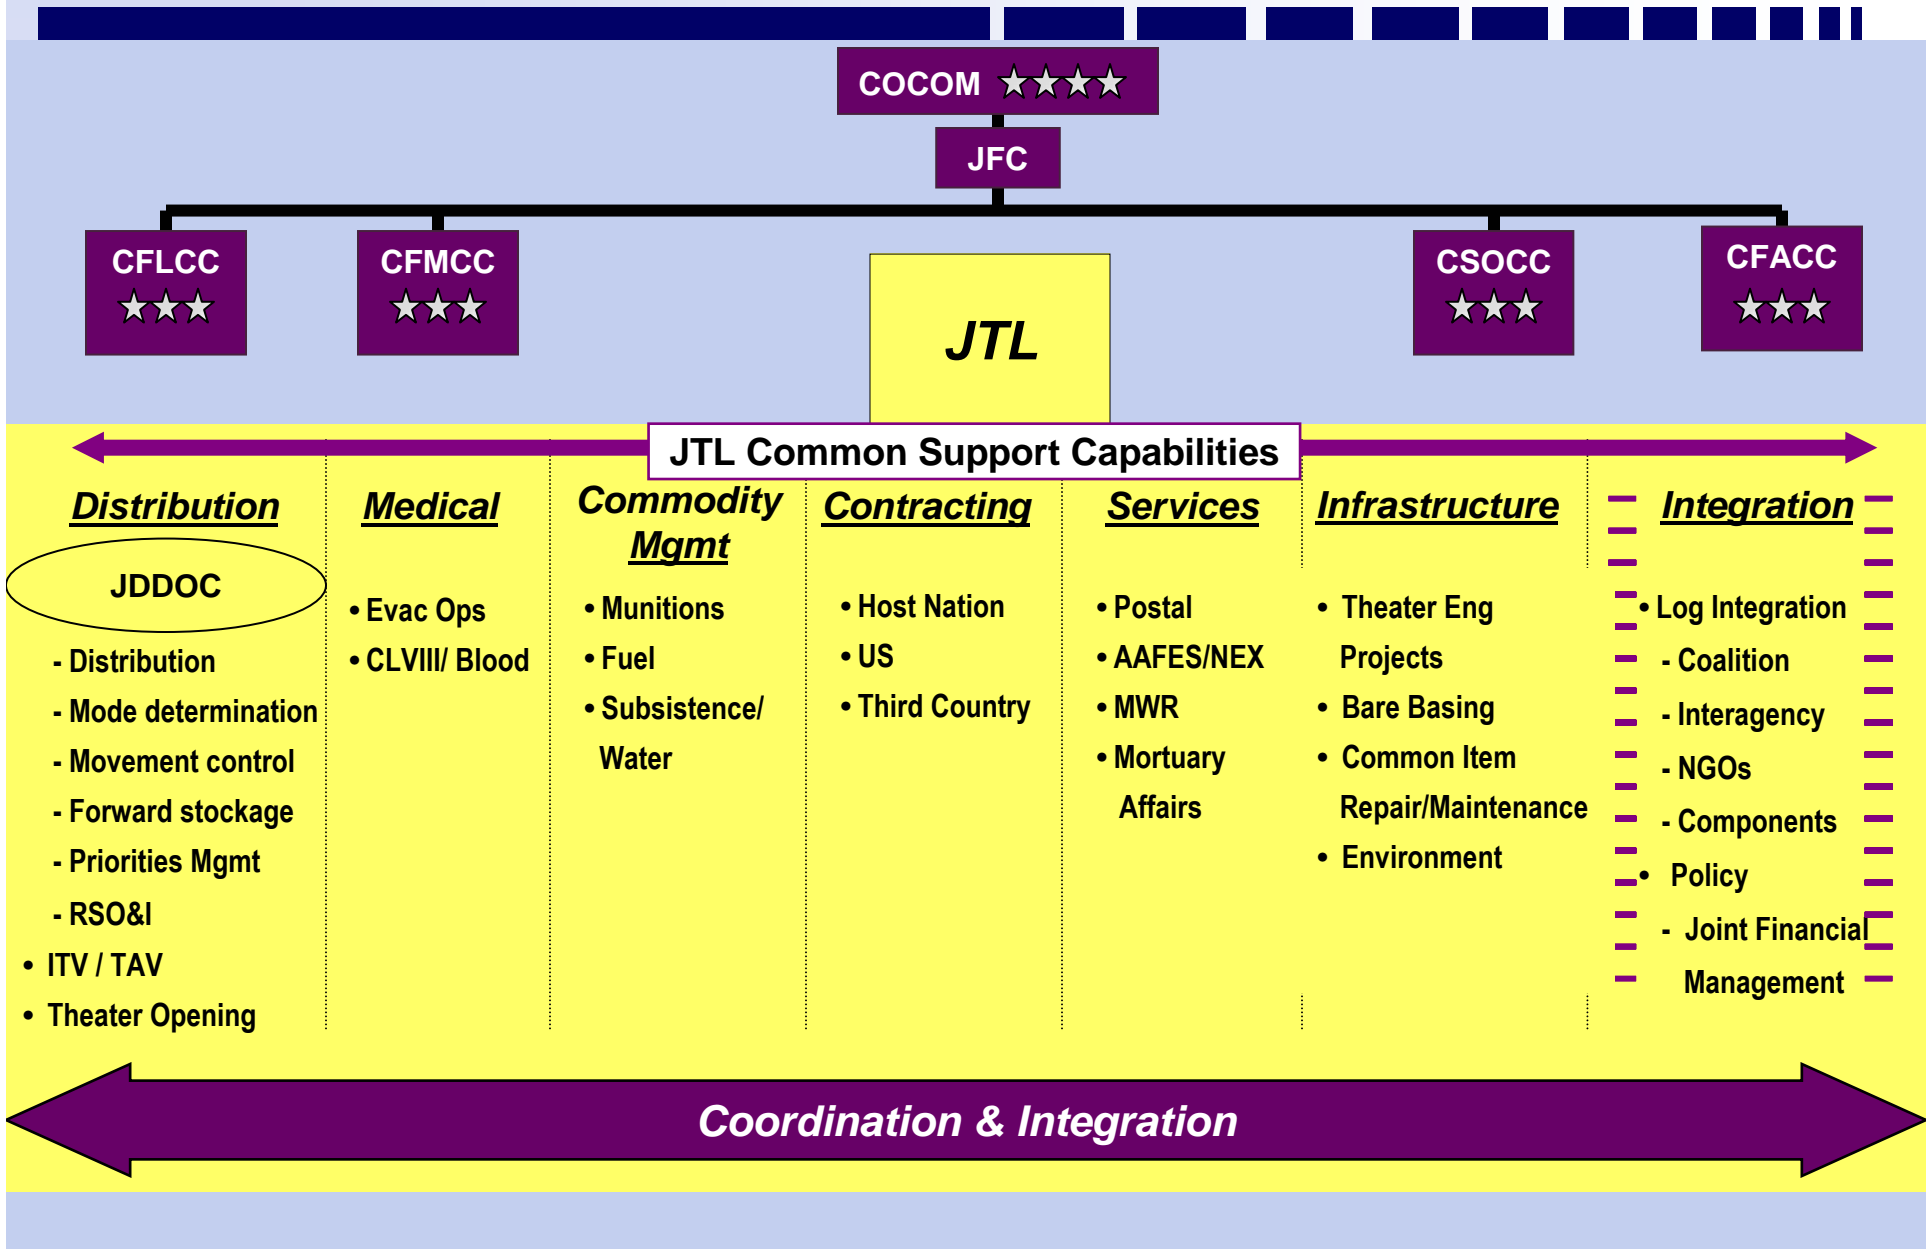 COCOM
JFC
CFLCC
CFMCC
CSOCC
CFACC
JTL
JTL Common Support Capabilities
Distribution
JDDOC
- Distribution
- Mode determination
- Movement control
- Forward stockage
- Priorities Mgmt
- RSO&I
• ITV / TAV
• Theater Opening
Medical
• Evac Ops
• CLVIII/ Blood
Commodity
Mgmt
• Munitions
• Fuel
• Subsistence/
Water
Contracting
• Host Nation
• US
• Third Country
Services
• Postal
• AAFES/NEX
• MWR
• Mortuary
Affairs
Infrastructure
• Theater Eng
Projects
• Bare Basing
• Common Item
Repair/Maintenance
• Environment
Integration
• Log Integration
- Coalition
- Interagency
- NGOs
- Components
• Policy
- Joint Financial
Management
Coordination & Integration